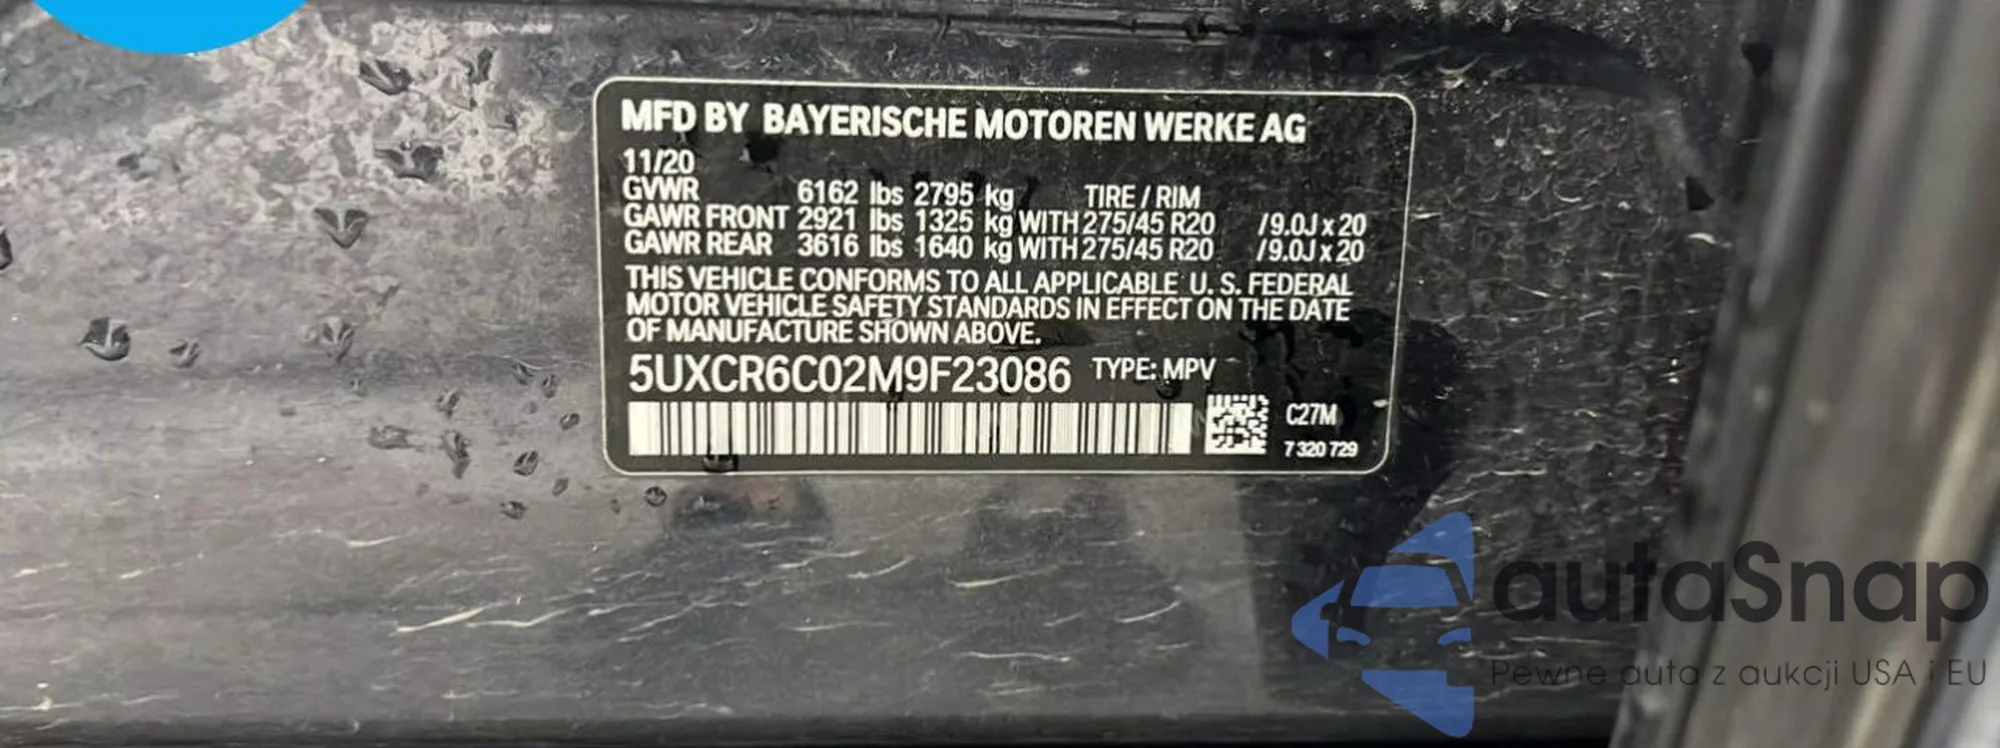 MFD BY BAYERISCHE MOTOREN WERKE AG
11/20
GVWR 6162 lbs 2795 kg TIRE / RIM
GAWR FRONT 2921 lbs 1325 kg WITH 275/45 R20 /9.0J x 20
GAWR REAR 3616 lbs 1640 kg WITH 275/45 R20 /9.0J x 20
THIS VEHICLE CONFORMS TO ALL APPLICABLE U. S. FEDERAL
MOTOR VEHICLE SAFETY STANDARDS IN EFFECT ON THE DATE
OF MANUFACTURE SHOWN ABOVE.
5UXCR6C02M9F23086 TYPE: MPV
C27M
7 320 729
autaSnap
Pewne auta z aukcji USA i EU